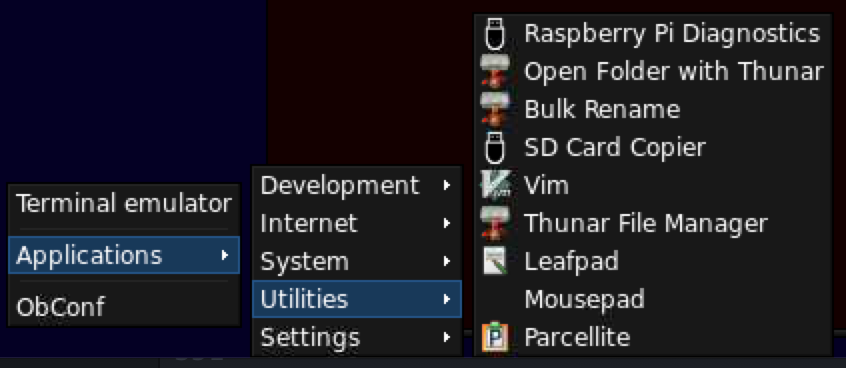 Terminal emulator
Applications
ObConf
Development
Internet
System
Utilities
Settings
Raspberry Pi Diagnostics
Open Folder with Thunar
Bulk Rename
SD Card Copier
Vim
Thunar File Manager
Leafpad
Mousepad
Parcellite